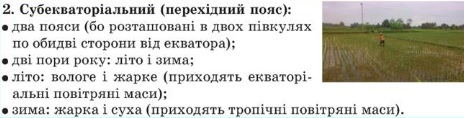 2. Субекваторіальний (перехідний пояс):
● два пояси (бо розташовані в двох півкулях
по обидві сторони від екватора);
● дві пори року: літо і зима;
● літо: вологе і жарке (приходять екваторі-
альні повітряні маси);
● зима: жарка і суха (приходять тропічні повітряні маси).